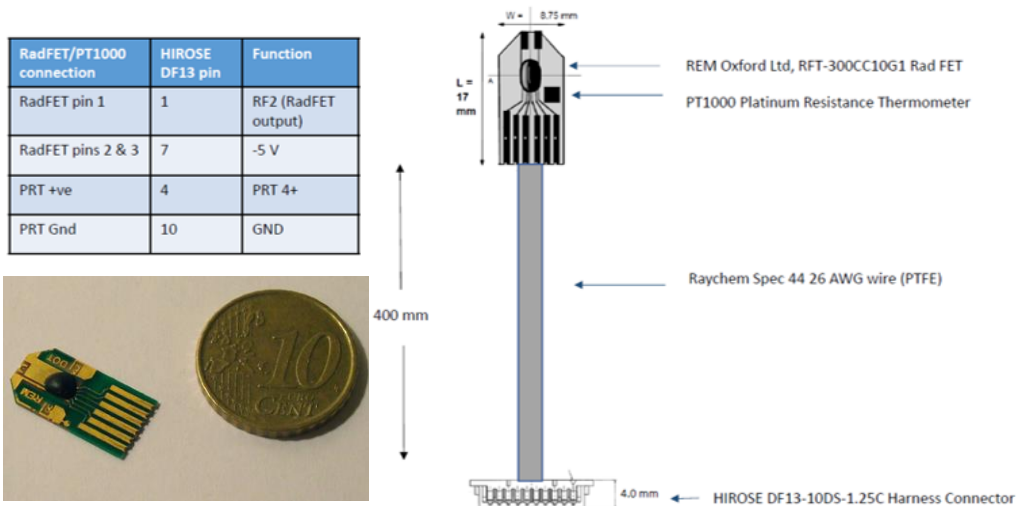 RadFET/PT1000 connection
HIROSE DF13 pin
Function
RadFET pin 1
1
RF2 (RadFET output)
RadFET pins 2 & 3
7
-5 V
PRT +ve
4
PRT 4+
PRT Gnd
10
GND
W = 8.75 mm
L = 17 mm
A
REM Oxford Ltd, RFT-300CC10G1 Rad FET
PT1000 Platinum Resistance Thermometer
400 mm
Raychem Spec 44 26 AWG wire (PTFE)
4.0 mm
HIROSE DF13-10DS-1.25C Harness Connector
TOT
REM
10
EURO
CENT